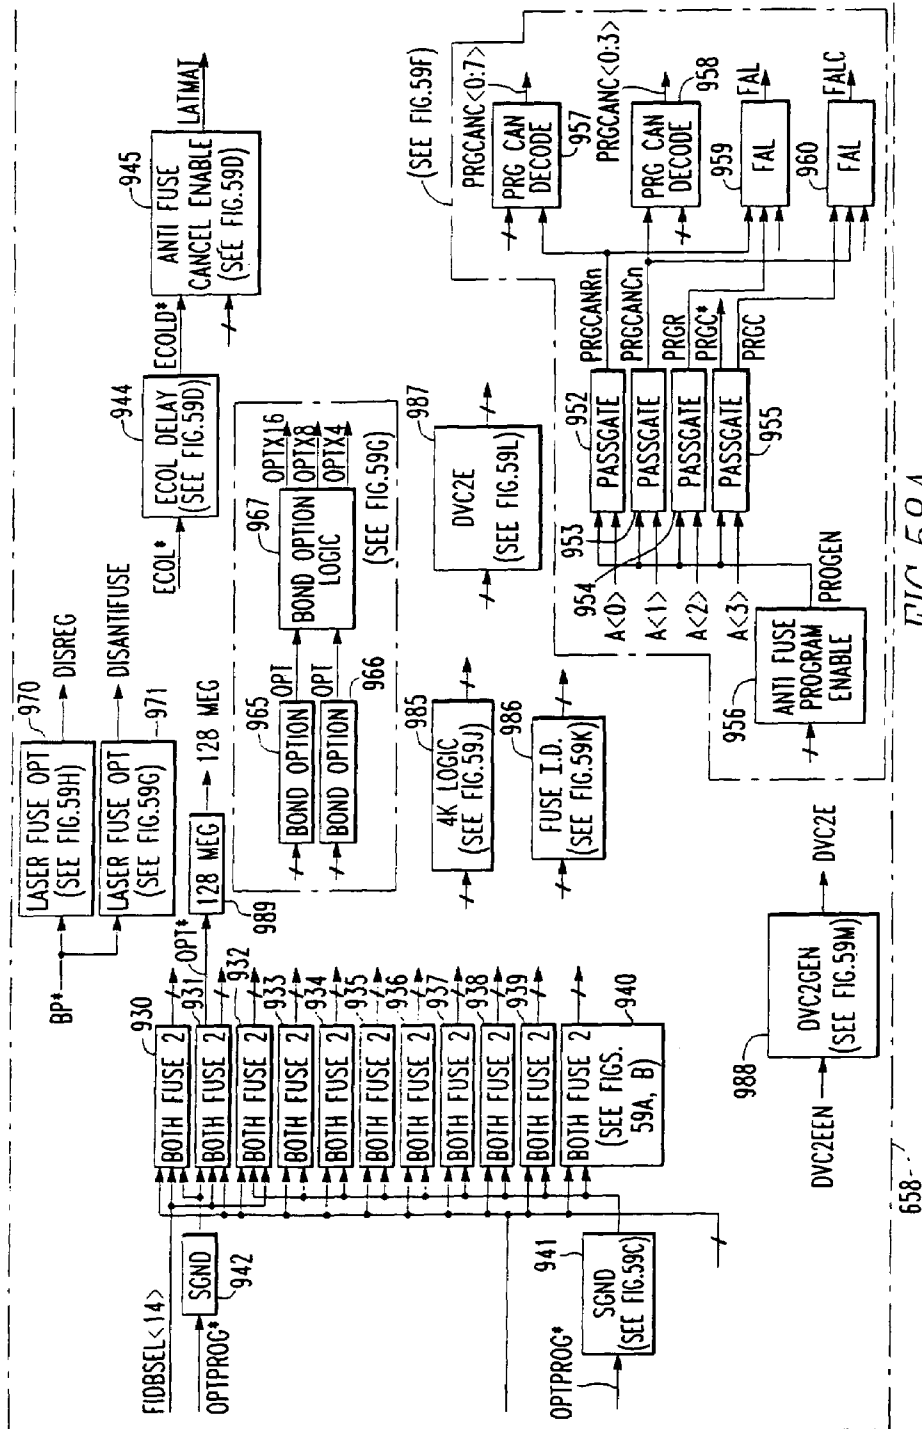 FIDBSEL<14>
OPTPROG*
SGND
942
OPTPROG*
941
SGND
(SEE FIG.59C)
BP*
970
LASER FUSE OPT
(SEE FIG.59H)
DISREG
LASER FUSE OPT
(SEE FIG.59G)
971
DISANTIFUSE
930
BOTH FUSE 2
931
BOTH FUSE 2
OPT*
932
BOTH FUSE 2
933
BOTH FUSE 2
934
BOTH FUSE 2
935
BOTH FUSE 2
936
BOTH FUSE 2
937
BOTH FUSE 2
938
BOTH FUSE 2
939
BOTH FUSE 2
BOTH FUSE 2
940
(SEE FIGS.
59A, B)
128 MEG
989
128 MEG
ECOL*
944
ECOL DELAY
(SEE FIG.59D)
ECOLD*
945
ANTI FUSE
CANCEL ENABLE
(SEE FIG.59D)
LATMAT
965
BOND OPTION
OPT
BOND OPTION
OPT
966
967
BOND OPTION
LOGIC
OPTX16
OPTX8
OPTX4
(SEE FIG.59G)
985
4K LOGIC
(SEE FIG.59J)
987
DVC2E
(SEE FIG.59L)
986
FUSE I.D.
(SEE FIG.59K)
DVC2EEN
988
DVC2GEN
(SEE FIG.59M)
DVC2E
956
ANTI FUSE
PROGRAM
ENABLE
PROGEN
A<0>
A<1>
A<2>
A<3>
952
PASSGATE
953
PASSGATE
954
PASSGATE
PASSGATE
955
PRGCANRn
PRGCANCn
PRGR
PRGC*
PRGC
(SEE FIG.59F)
PRG CAN
DECODE
957
PRGCANC<0:7>
PRG CAN
DECODE
958
PRGCANC<0:3>
959
FAL
FAL
960
FAL
FALC
658
FIG.58A